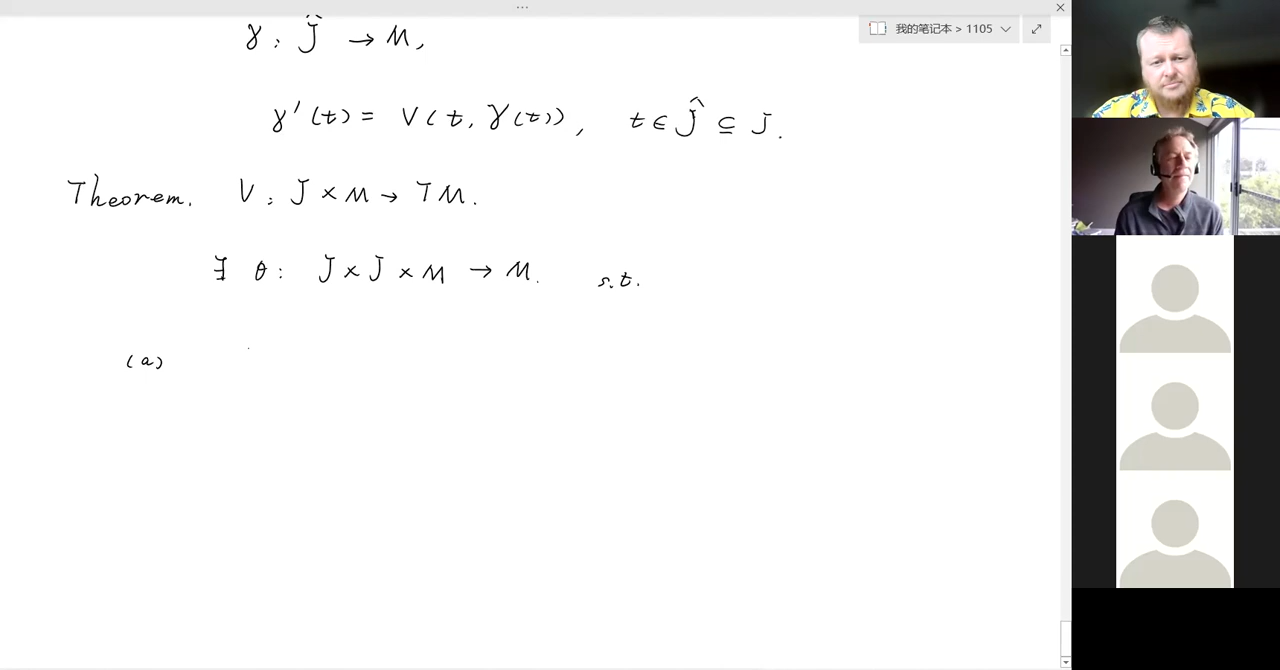 我的笔记本 > 1105
γ : Ĵ → M,
γ'(t) = V(t, γ(t)), t ∈ Ĵ ⊆ J.
Theorem. V : J × M → TM.
∃ θ : J × J × M → M. s.t.
(a)